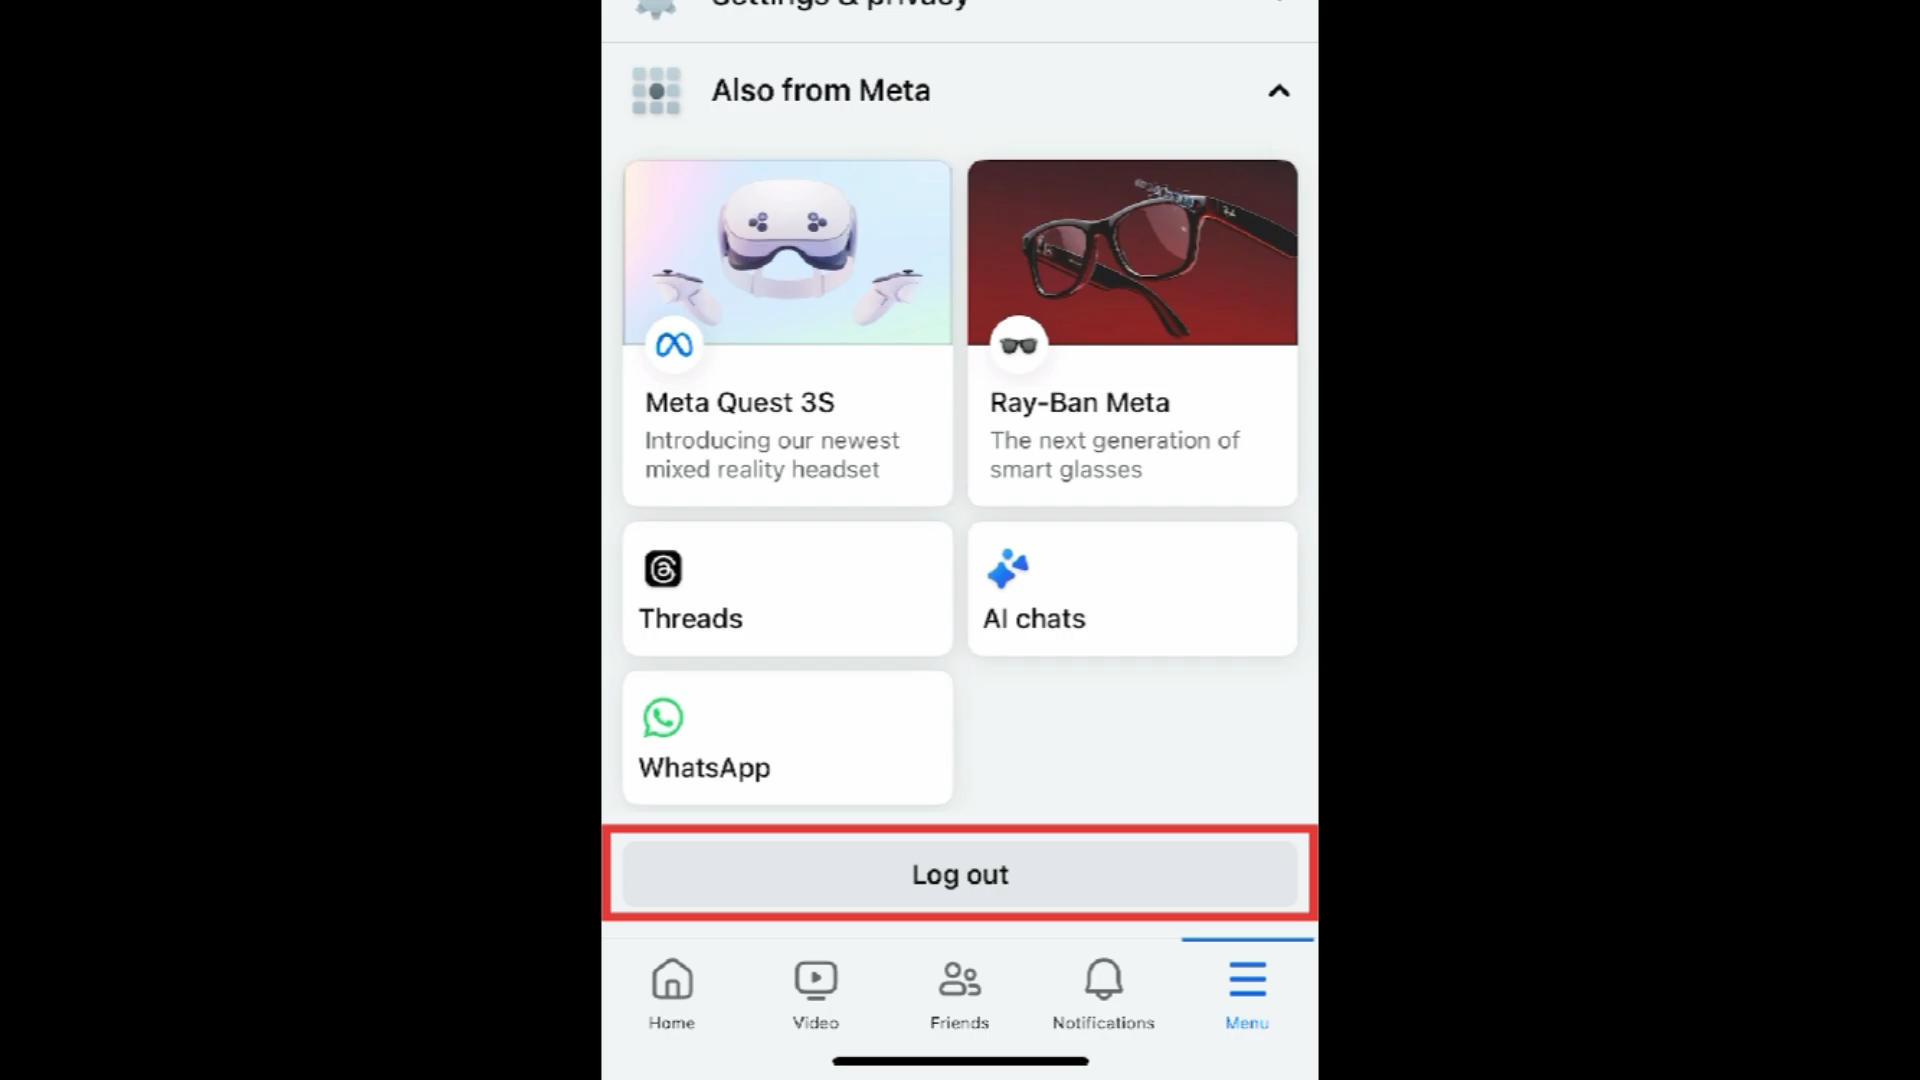 Settings & privacy
Also from Meta
Meta Quest 3S
Introducing our newest
mixed reality headset
Ray-Ban Meta
The next generation of
smart glasses
Threads
AI chats
WhatsApp
Log out
Home
Video
Friends
Notifications
Menu